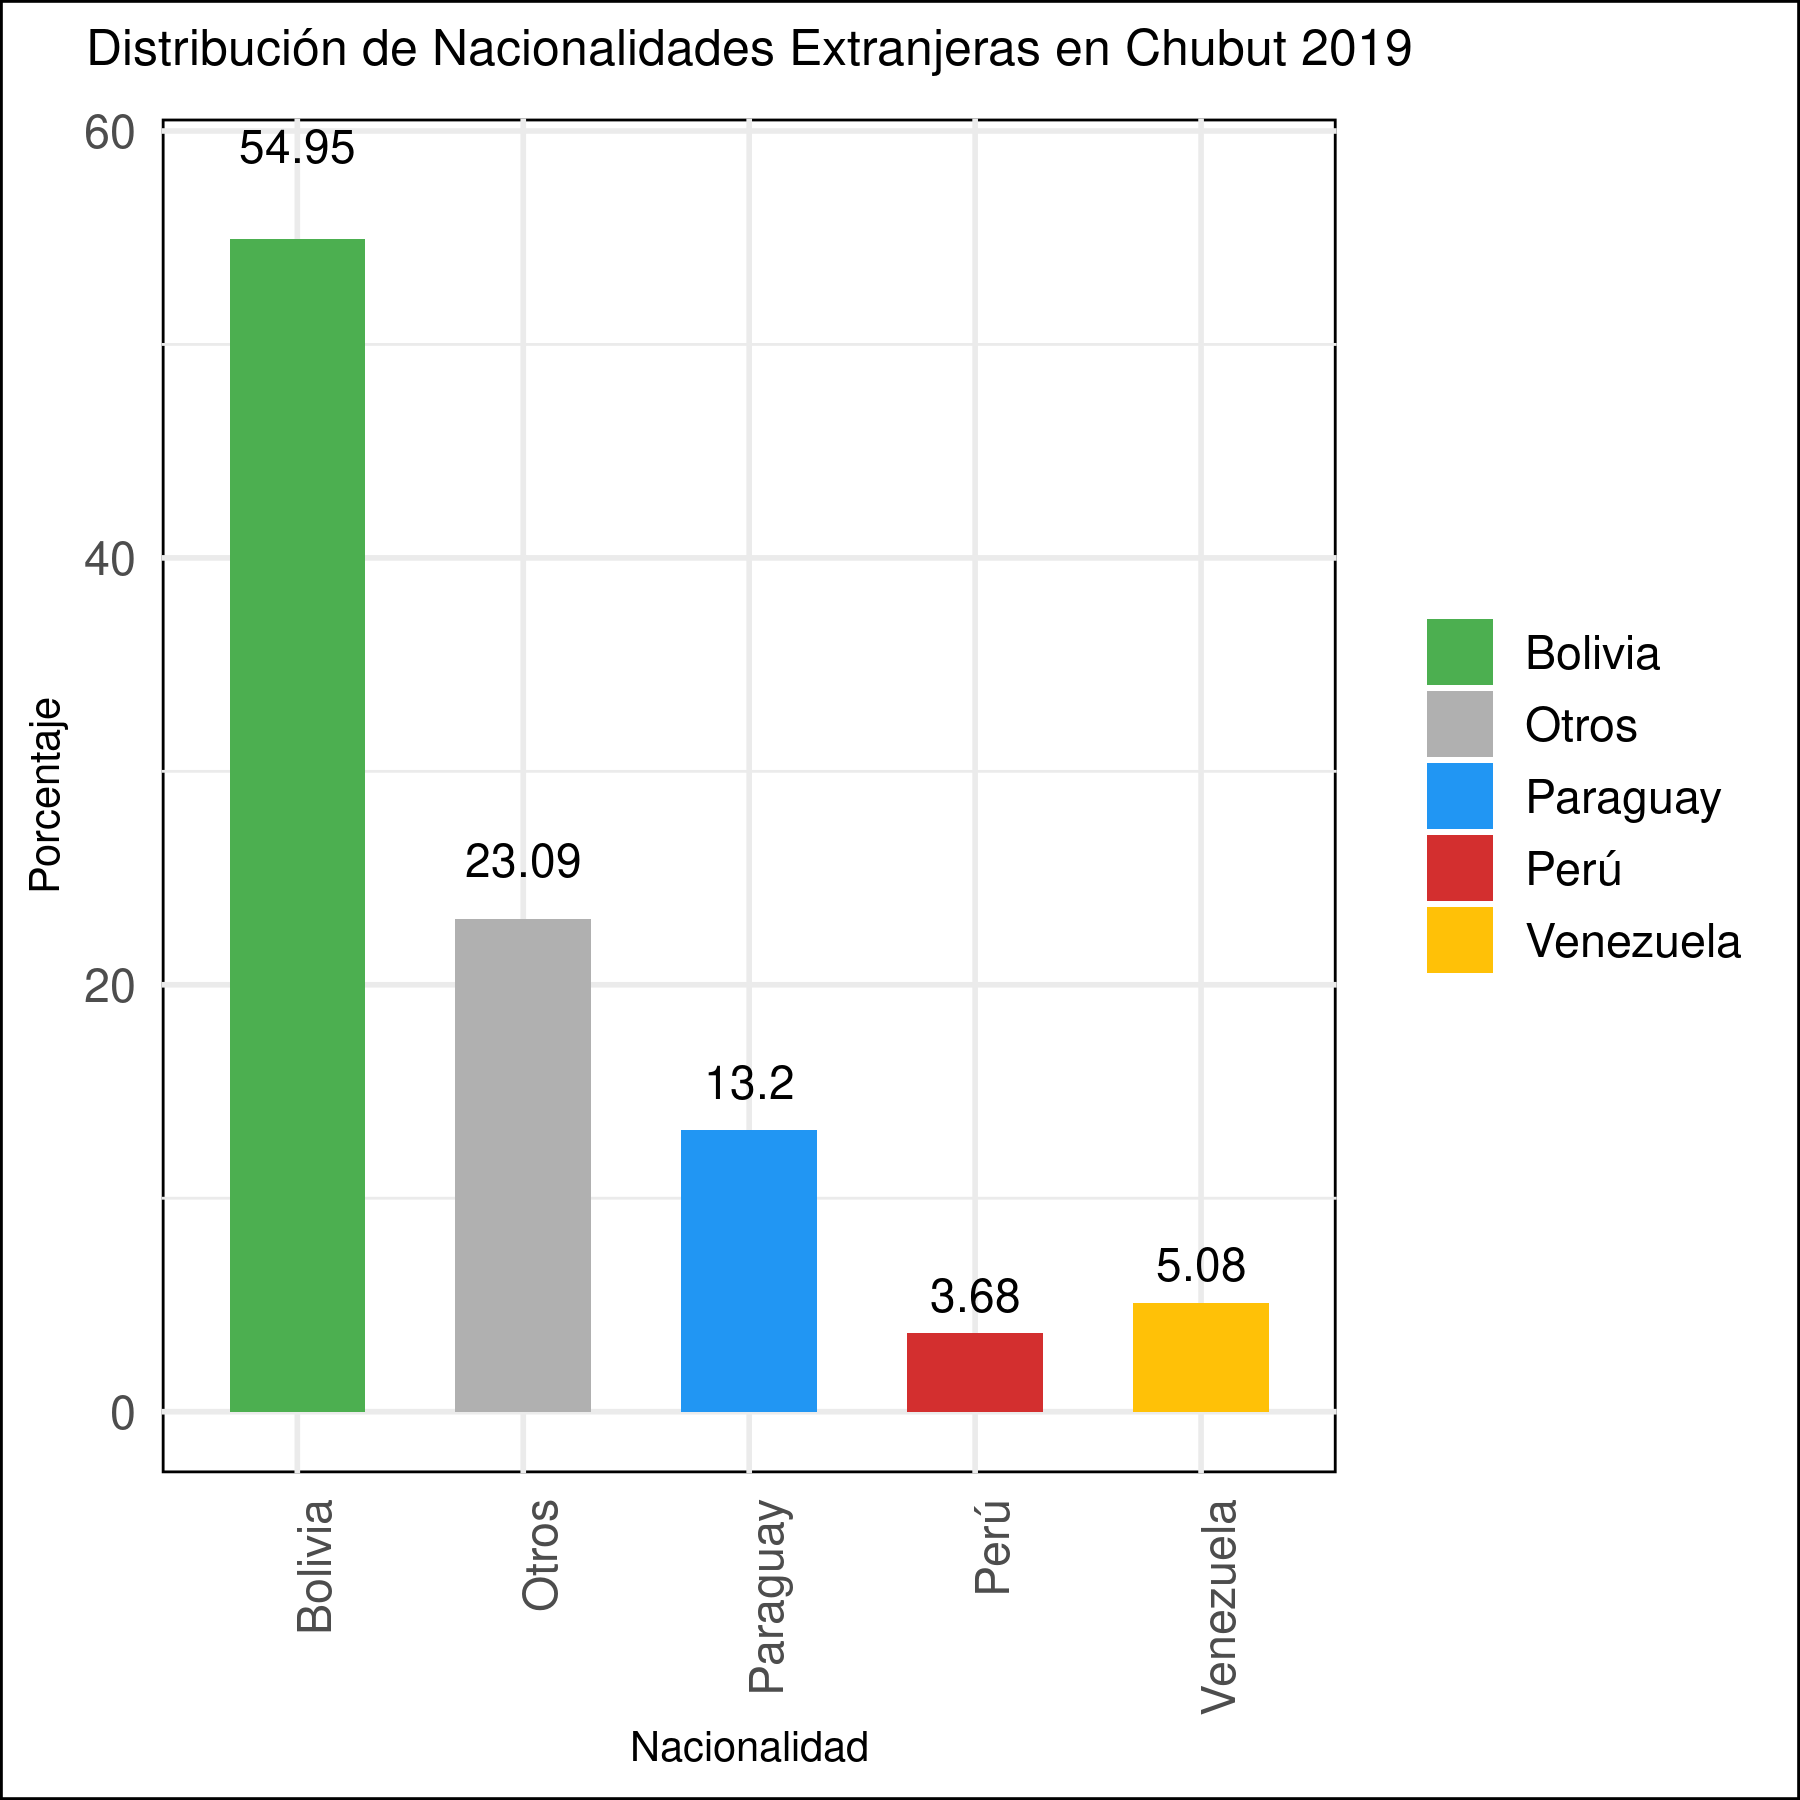 Distribución de Nacionalidades Extranjeras en Chubut 2019
60
40
20
0
Porcentaje
54.95
23.09
13.2
3.68
5.08
Bolivia
Otros
Paraguay
Perú
Venezuela
Nacionalidad
Bolivia
Otros
Paraguay
Perú
Venezuela